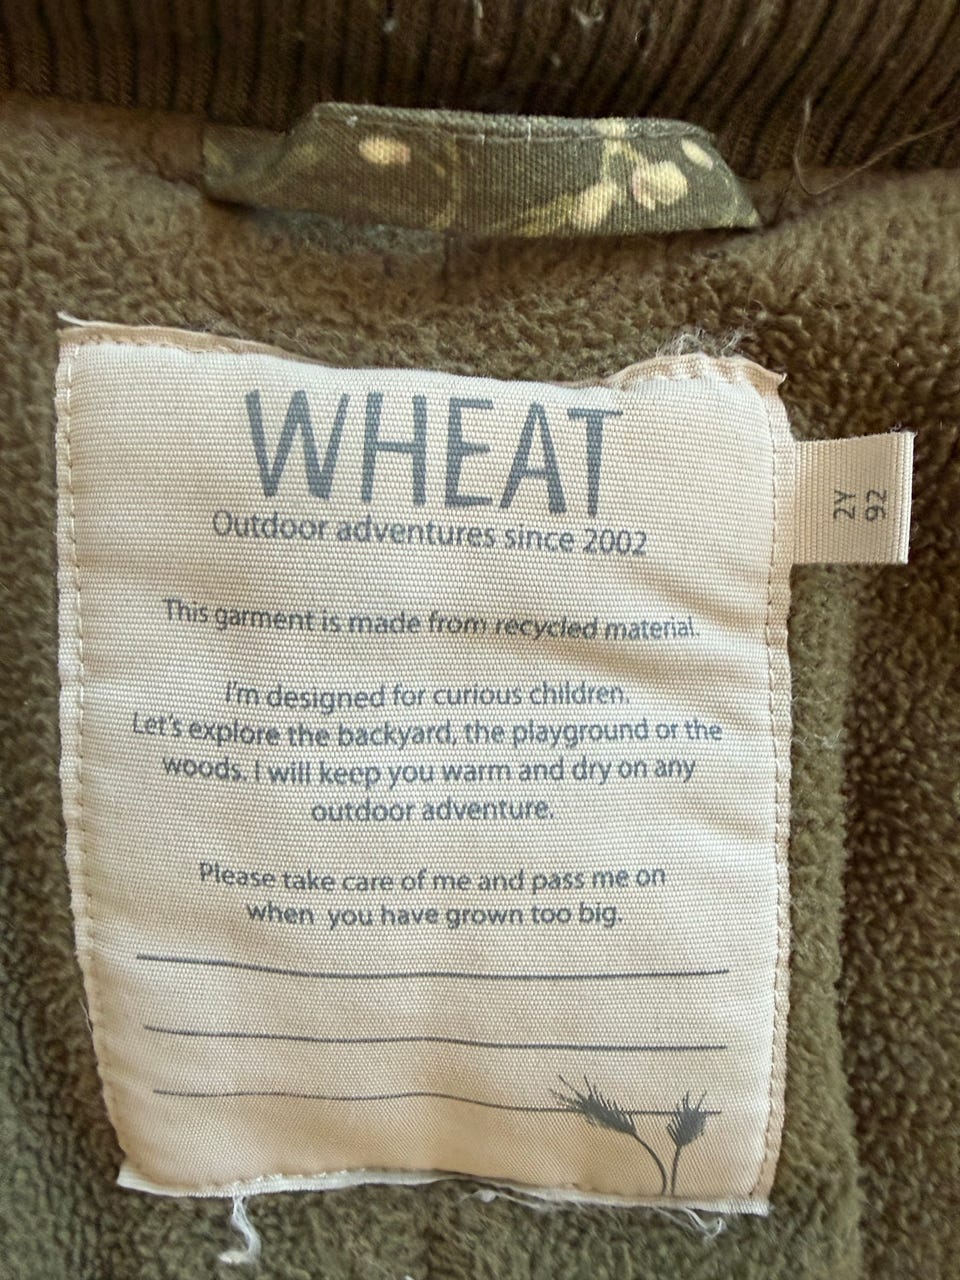 WHEAT
Outdoor adventures since 2002
2Y
92
This garment is made from recycled material.
I'm designed for curious children.
Let's explore the backyard, the playground or the
woods. I will keep you warm and dry on any
outdoor adventure.
Please take care of me and pass me on
when you have grown too big.